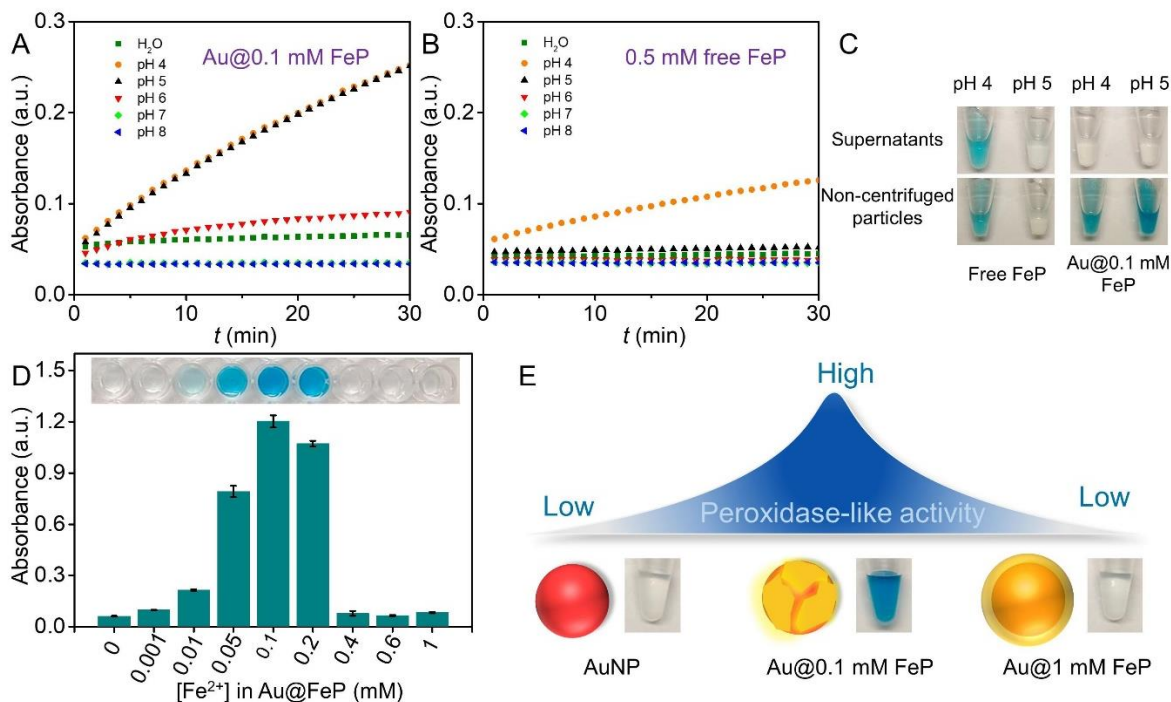 A
Au@0.1 mM FeP
H₂O
pH 4
pH 5
pH 6
pH 7
pH 8
Absorbance (a.u.)
0.3
0.2
0.1
0.0
0
10
20
30
t (min)
B
0.5 mM free FeP
H₂O
pH 4
pH 5
pH 6
pH 7
pH 8
Absorbance (a.u.)
0.3
0.2
0.1
0.0
0
10
20
30
t (min)
C
pH 4 pH 5 pH 4 pH 5
Supernatants
Non-centrifuged
particles
Free FeP
Au@0.1 mM
FeP
D
Absorbance (a.u.)
1.5
1.2
0.9
0.6
0.3
0.0
0
0.001
0.01
0.05
0.1
0.2
0.4
0.6
1
[Fe²⁺] in Au@FeP (mM)
E
High
Low
Low
Peroxidase-like activity
AuNP
Au@0.1 mM FeP
Au@1 mM FeP